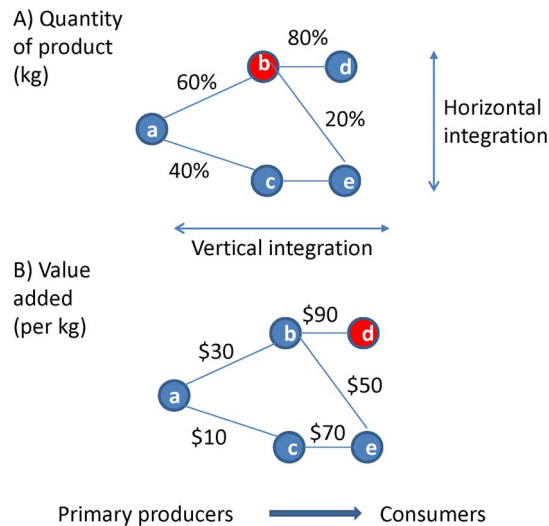 A) Quantity
of product
(kg)
80%
b
d
60%
20%
a
Horizontal
integration
40%
c
e
Vertical integration
B) Value
added
(per kg)
$90
b
d
$30
$50
a
$10
$70
c
e
Primary producers
Consumers